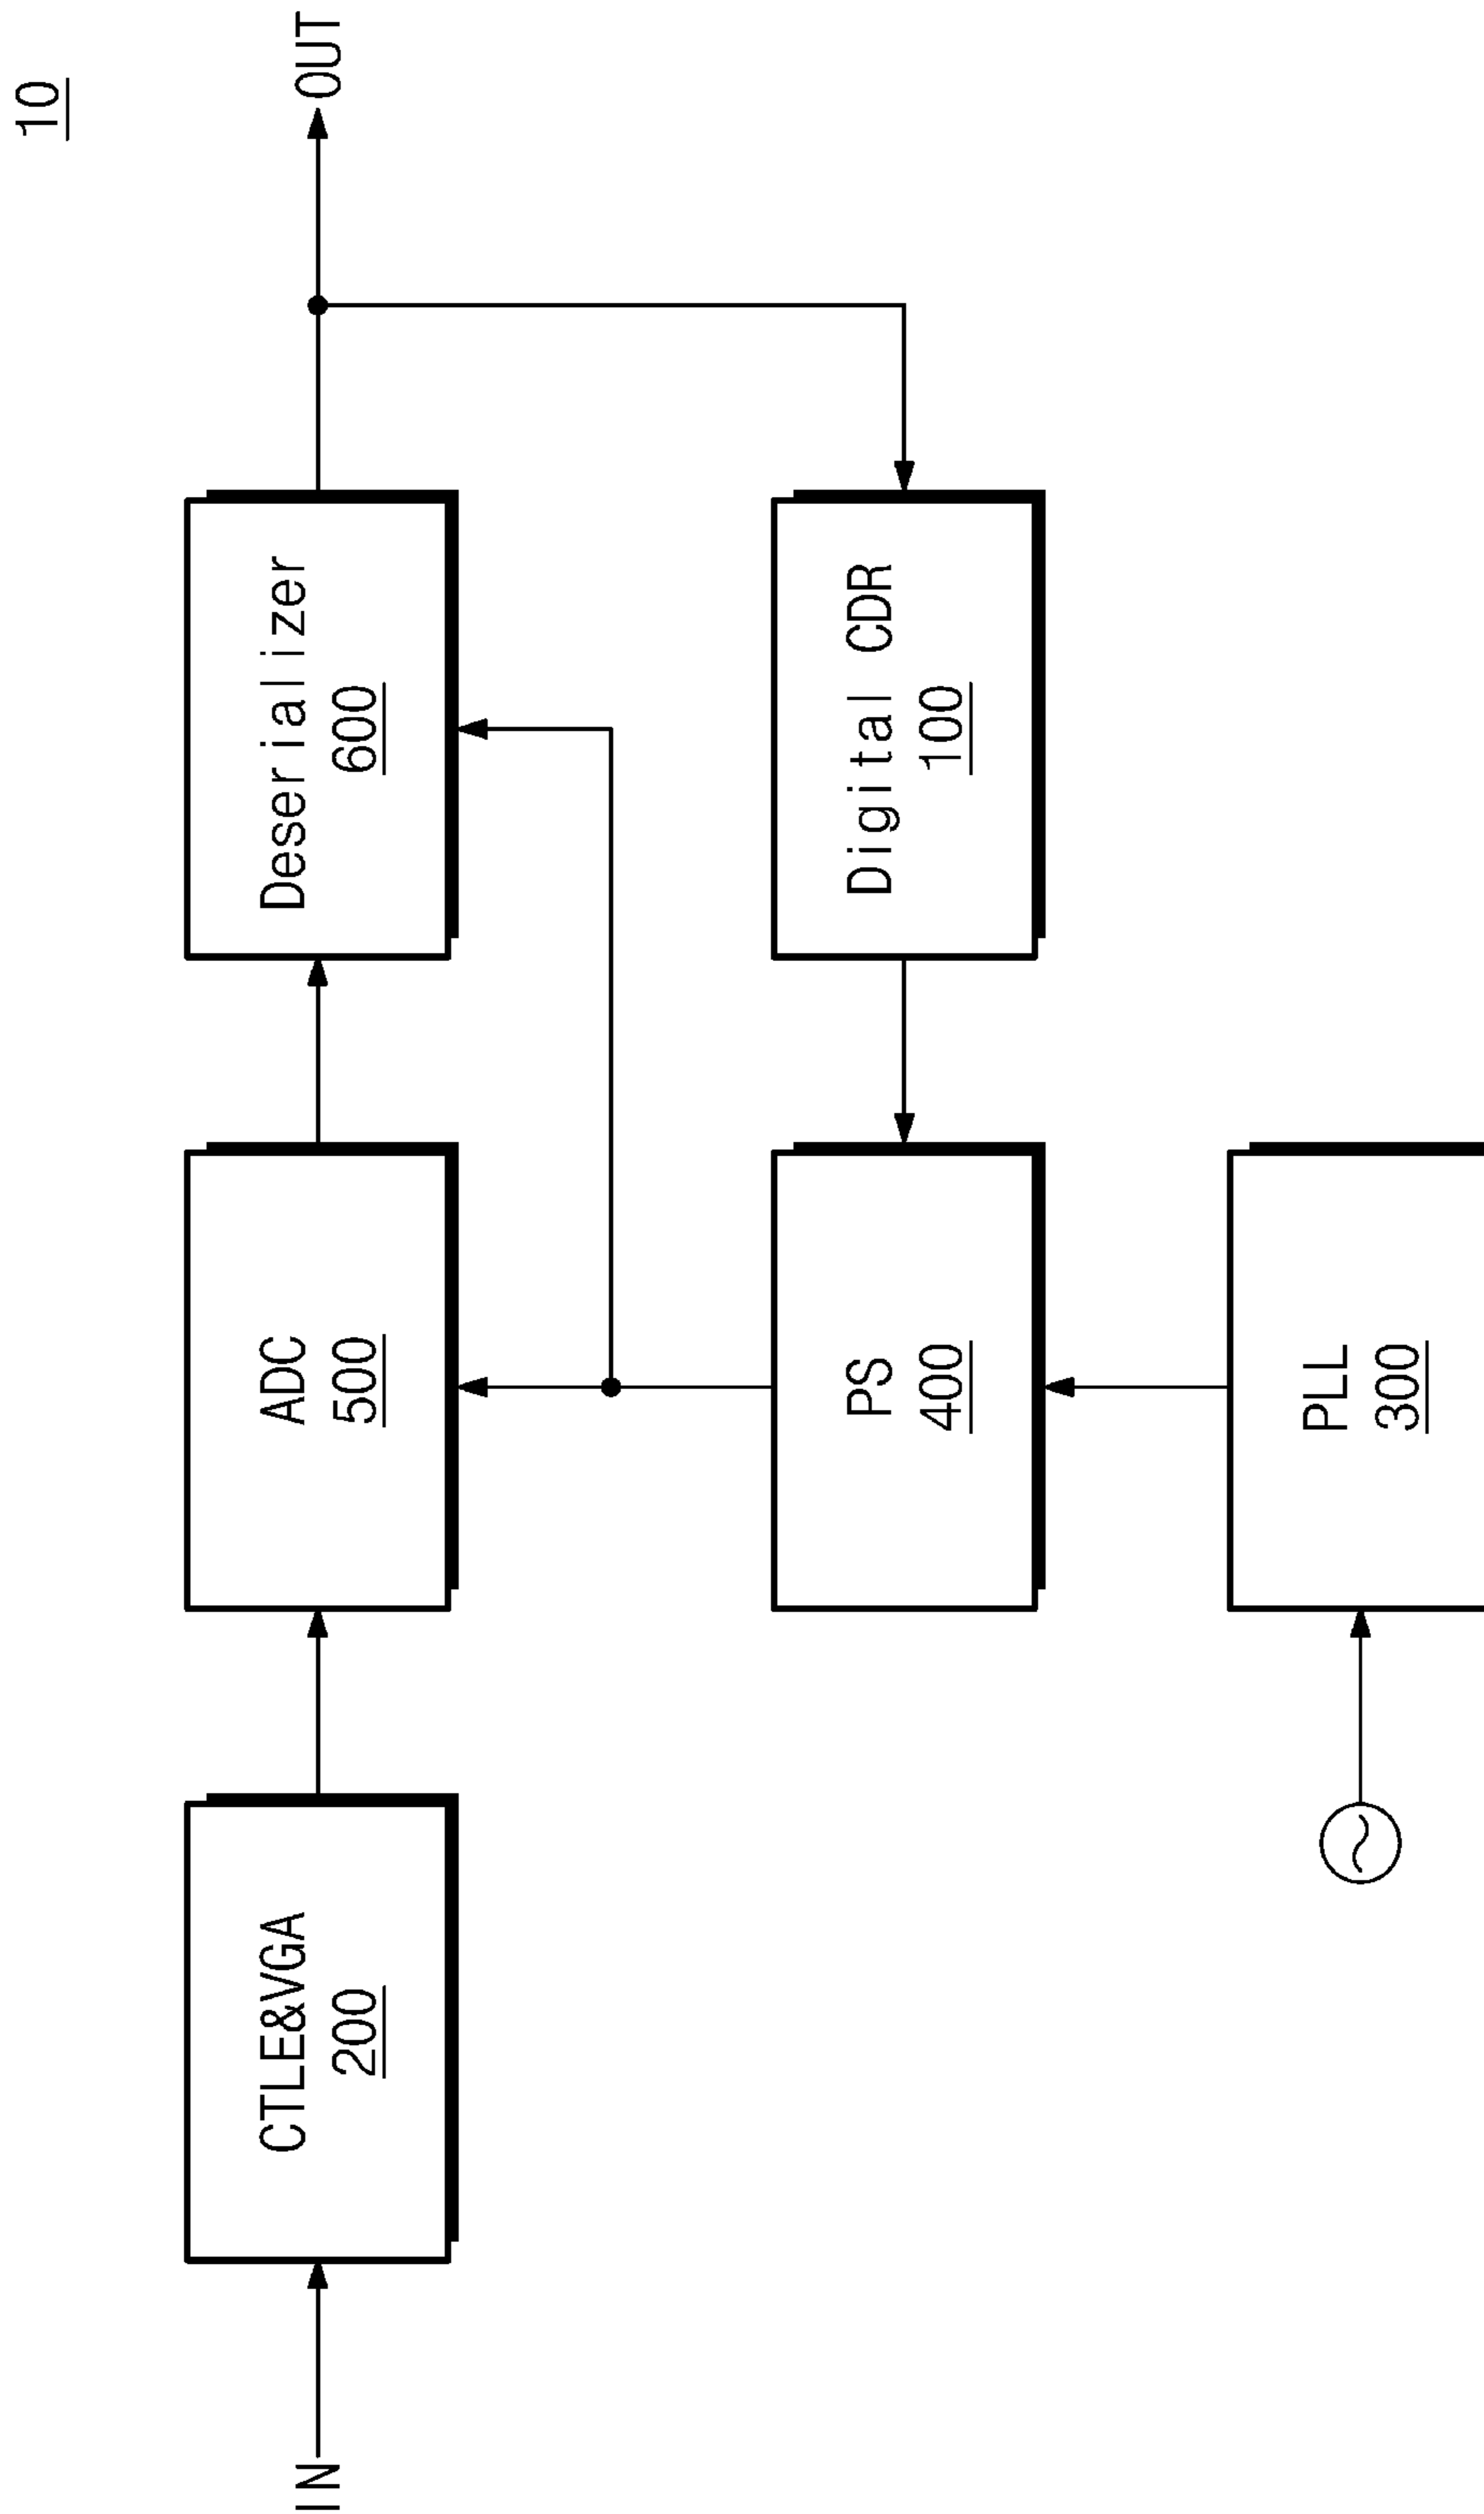 10
IN
CTLE&VGA
200
ADC
500
Deserializer
600
OUT
PS
400
Digital CDR
100
PLL
300